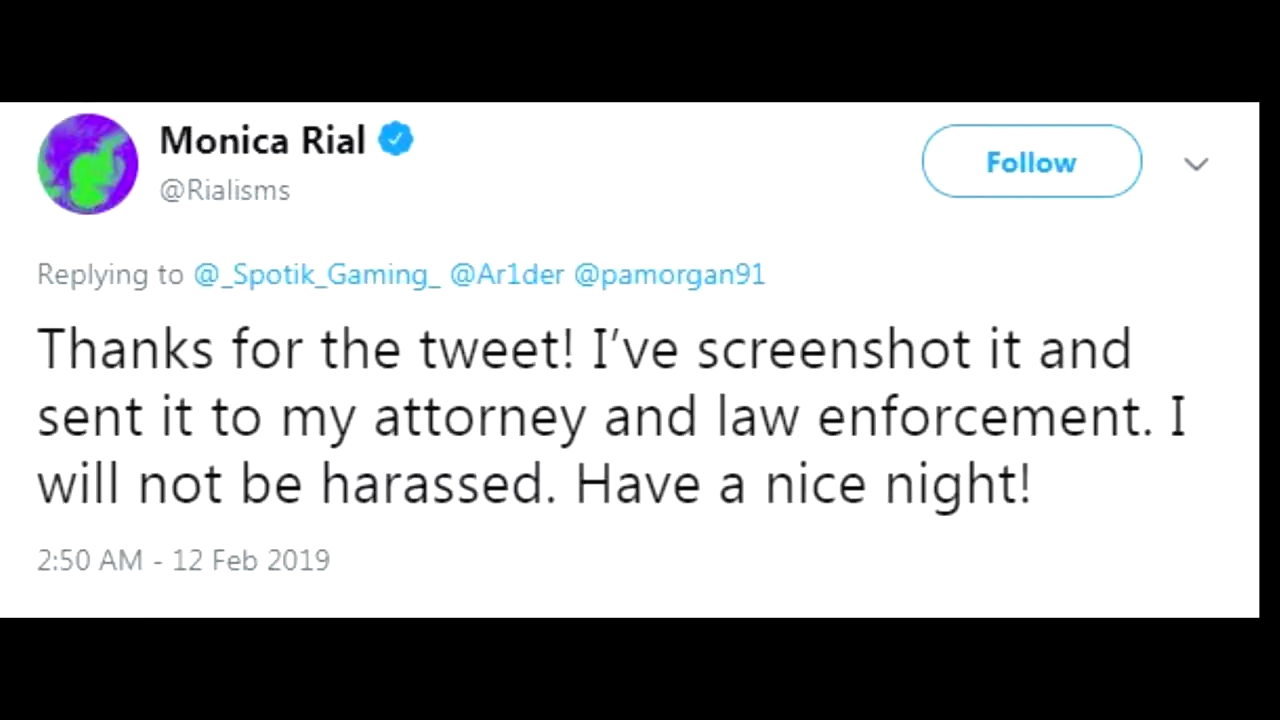 Monica Rial
@Rialisms
Follow
Replying to @_Spotik_Gaming_ @Ar1der @pamorgan91
Thanks for the tweet! I’ve screenshot it and
sent it to my attorney and law enforcement. I
will not be harassed. Have a nice night!
2:50 AM - 12 Feb 2019